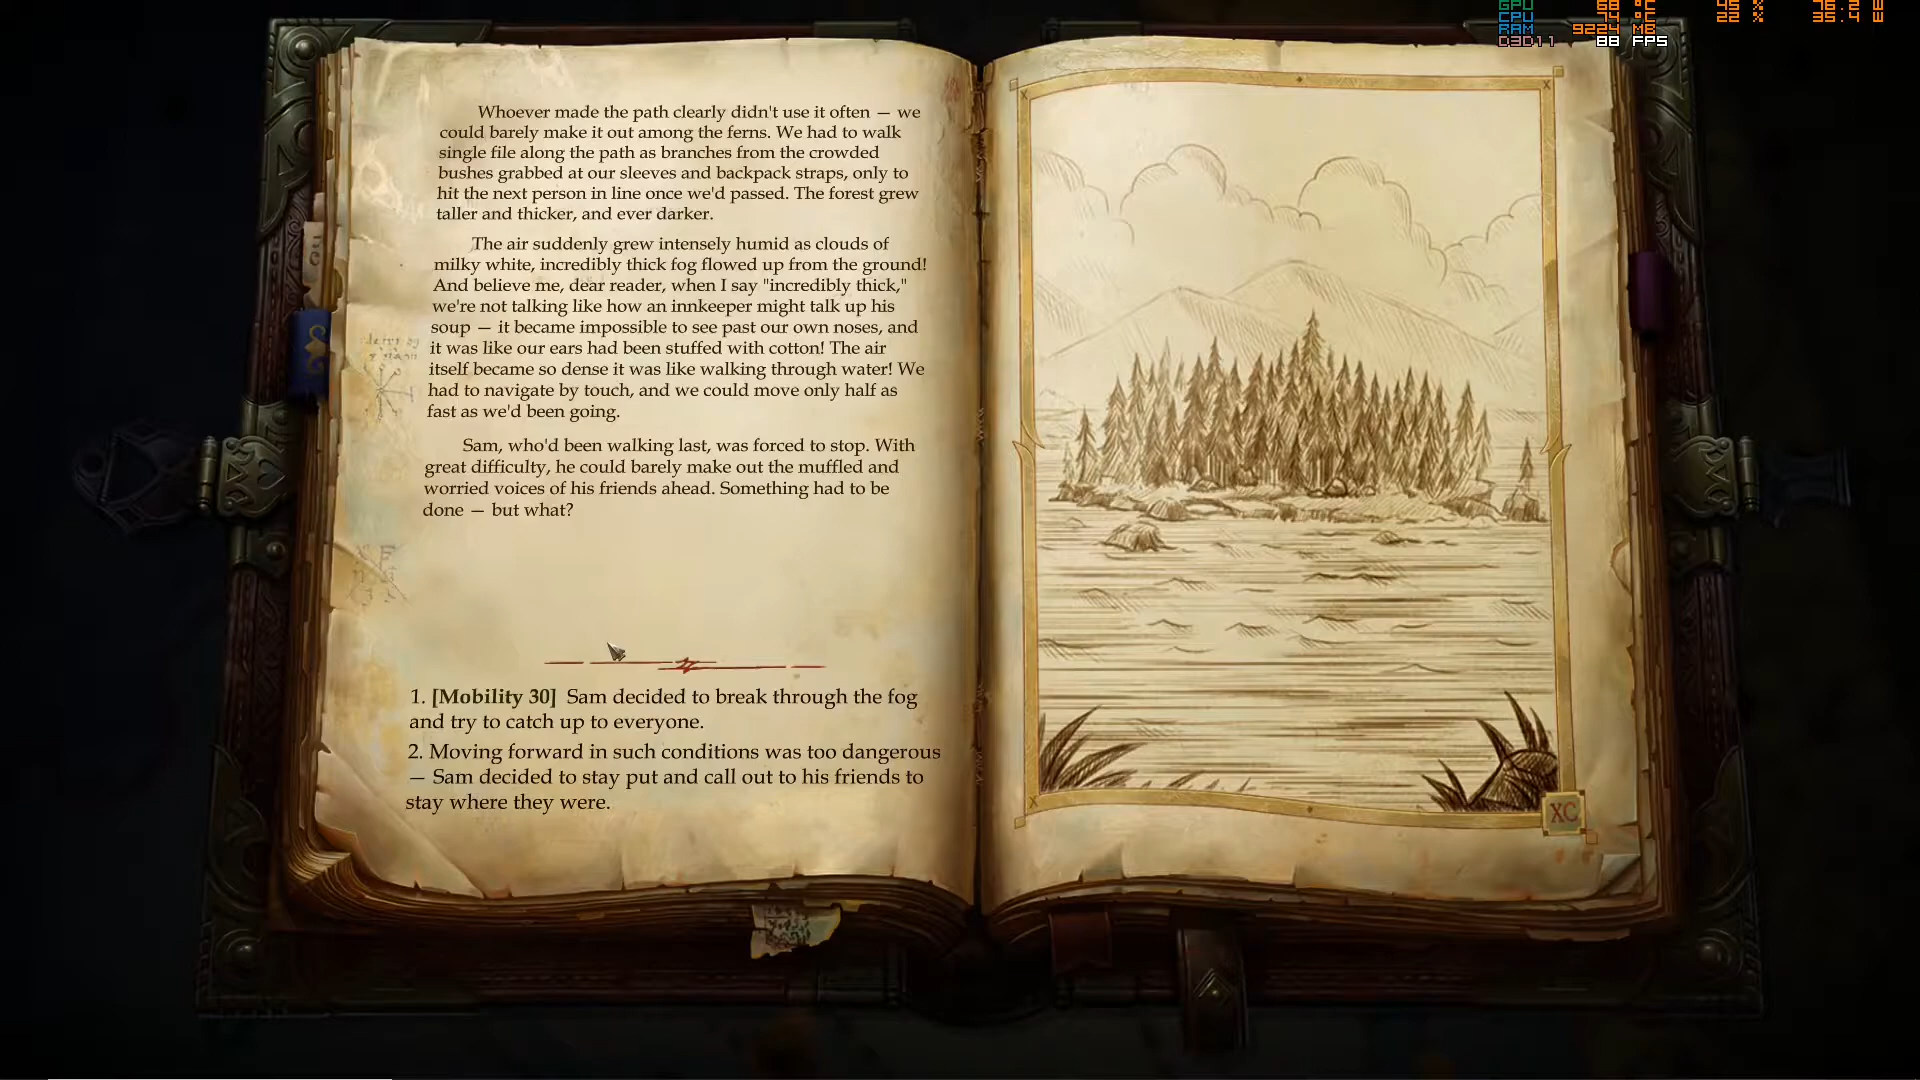 GPU 68 °C 76.2 W
CPU 74 °C 22 % 35.4 W
RAM 9224 MB
D3D11 88 FPS
Whoever made the path clearly didn't use it often — we
could barely make it out among the ferns. We had to walk
single file along the path as branches from the crowded
bushes grabbed at our sleeves and backpack straps, only to
hit the next person in line once we'd passed. The forest grew
taller and thicker, and ever darker.
The air suddenly grew intensely humid as clouds of
milky white, incredibly thick fog flowed up from the ground!
And believe me, dear reader, when I say "incredibly thick,"
we're not talking like how an innkeeper might talk up his
soup — it became impossible to see past our own noses, and
it was like our ears had been stuffed with cotton! The air
itself became so dense it was like walking through water! We
had to navigate by touch, and we could move only half as
fast as we'd been going.
Sam, who'd been walking last, was forced to stop. With
great difficulty, he could barely make out the muffled and
worried voices of his friends ahead. Something had to be
done — but what?
1. [Mobility 30] Sam decided to break through the fog
and try to catch up to everyone.
2. Moving forward in such conditions was too dangerous
— Sam decided to stay put and call out to his friends to
stay where they were.
XC